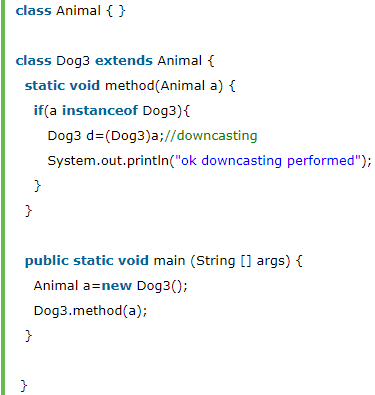 class Animal { }
class Dog3 extends Animal {
static void method(Animal a) {
if(a instanceof Dog3){
Dog3 d=(Dog3)a;//downcasting
System.out.println("ok downcasting performed");
}
}
public static void main (String [] args) {
Animal a=new Dog3();
Dog3.method(a);
}
}